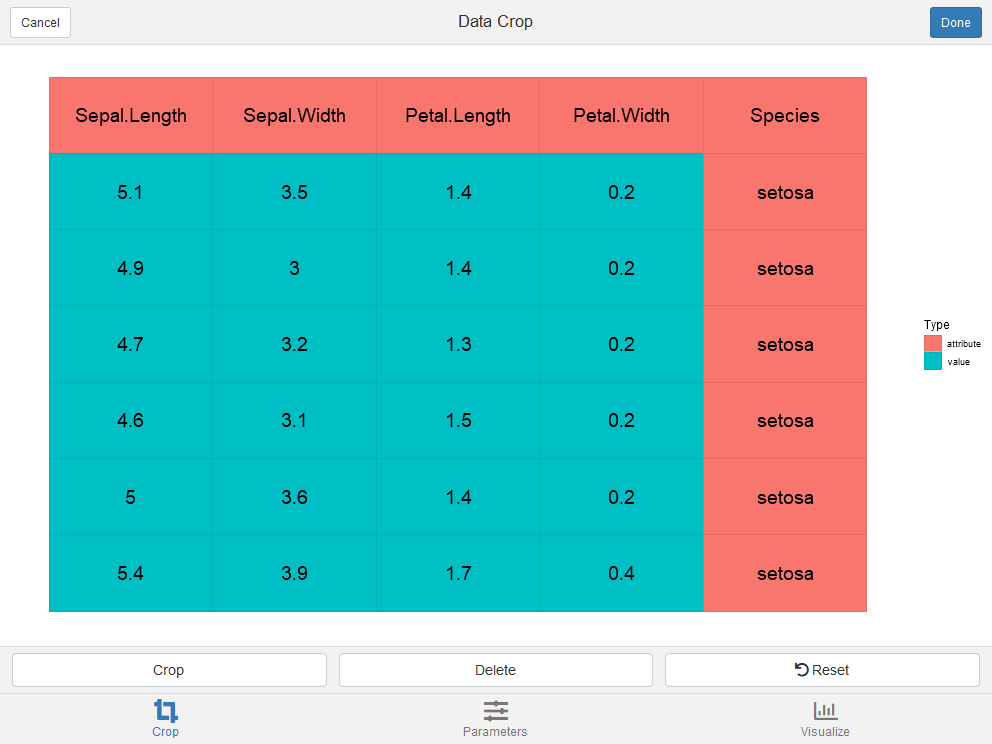 Cancel Data Crop Done
Sepal.Length Sepal.Width Petal.Length Petal.Width Species
5.1 3.5 1.4 0.2 setosa
4.9 3 1.4 0.2 setosa
4.7 3.2 1.3 0.2 setosa
4.6 3.1 1.5 0.2 setosa
5 3.6 1.4 0.2 setosa
5.4 3.9 1.7 0.4 setosa
Type
attribute
value
Crop Delete Reset
Crop Parameters Visualize